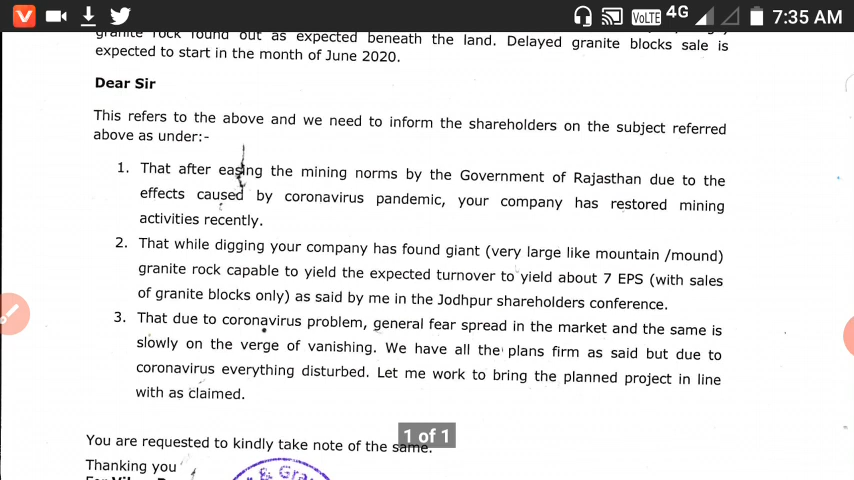 7:35 AM
VoLTE 4G
granite rock found out as expected beneath the land. Delayed granite blocks sale is
expected to start in the month of June 2020.
Dear Sir
This refers to the above and we need to inform the shareholders on the subject referred
above as under:-
1. That after easing the mining norms by the Government of Rajasthan due to the
effects caused by coronavirus pandemic, your company has restored mining
activities recently.
2. That while digging your company has found giant (very large like mountain /mound)
granite rock capable to yield the expected turnover to yield about 7 EPS (with sales
of granite blocks only) as said by me in the Jodhpur shareholders conference.
3. That due to coronavirus problem, general fear spread in the market and the same is
slowly on the verge of vanishing. We have all the plans firm as said but due to
coronavirus everything disturbed. Let me work to bring the planned project in line
with as claimed.
1 of 1
You are requested to kindly take note of the same.
Thanking you
& Gra